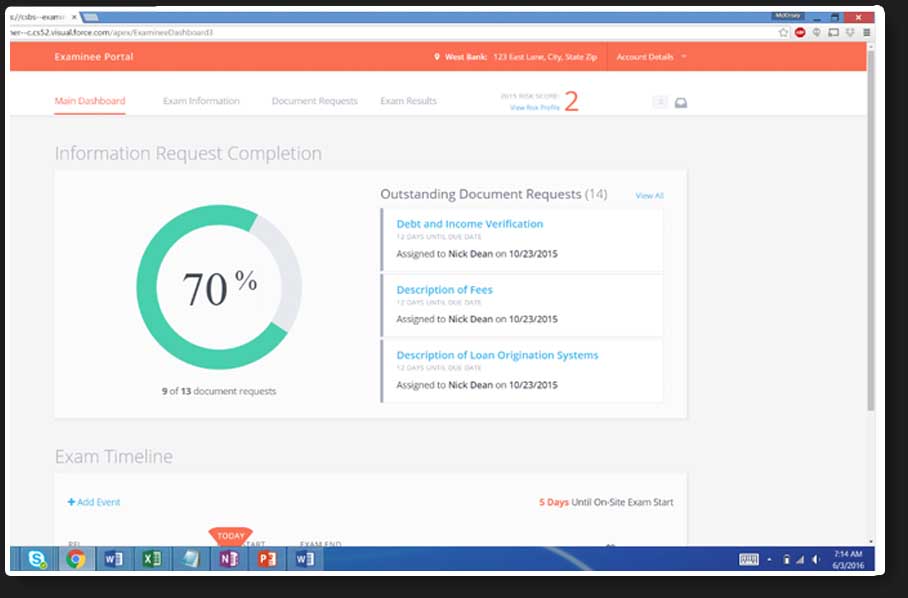 s://csbs--exami
McKinsey
ner--c.cs52.visual.force.com/apex/ExamineeDashboard3
Examinee Portal
West Bank: 123 East Lane, City, State Zip
Account Details
Main Dashboard
Exam Information
Document Requests
Exam Results
2015 RISK SCORE:
View Risk Profile
2
Information Request Completion
70 %
9 of 13 document requests
Outstanding Document Requests (14)
View All
Debt and Income Verification
12 DAYS UNTIL DUE DATE
Assigned to Nick Dean on 10/23/2015
Description of Fees
12 DAYS UNTIL DUE DATE
Assigned to Nick Dean on 10/23/2015
Description of Loan Origination Systems
12 DAYS UNTIL DUE DATE
Assigned to Nick Dean on 10/23/2015
Exam Timeline
+ Add Event
5 Days Until On-Site Exam Start
TODAY
START
EXAM END
7:14 AM
6/3/2016